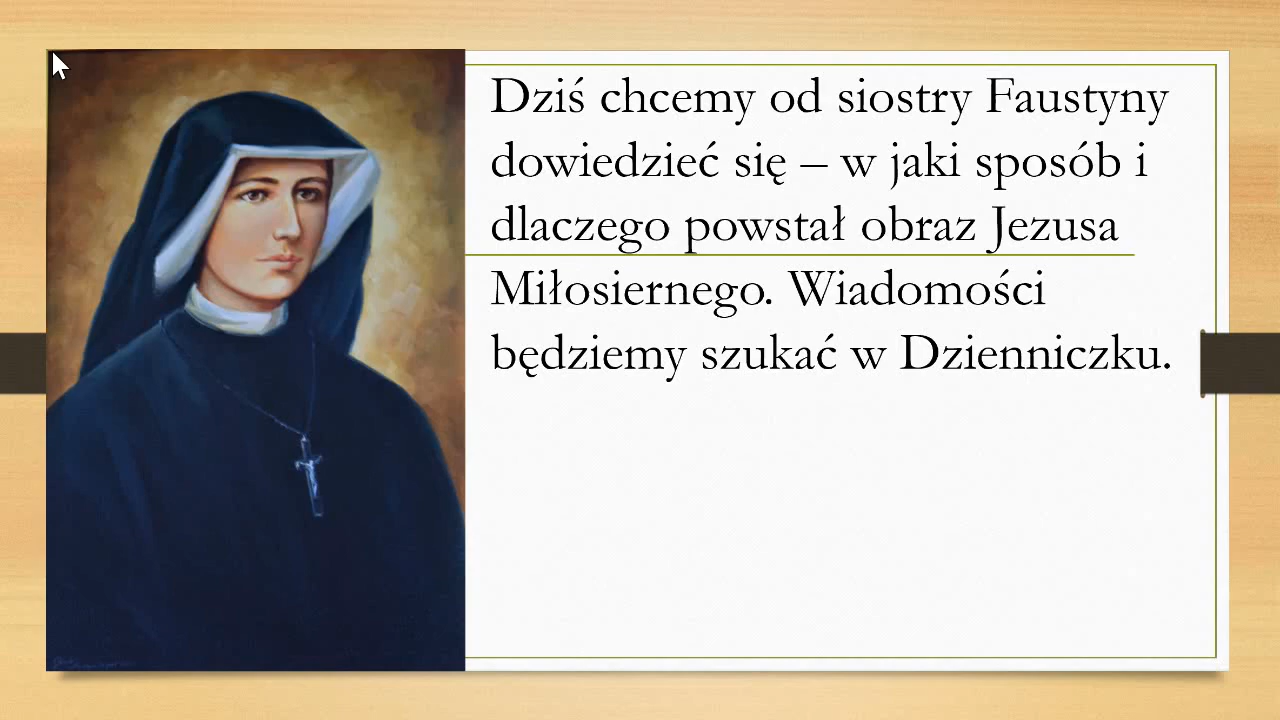 Dziś chcemy od siostry Faustyny
dowiedzieć się – w jaki sposób i
dlaczego powstał obraz Jezusa
Miłosiernego. Wiadomości
będziemy szukać w Dzienniczku.